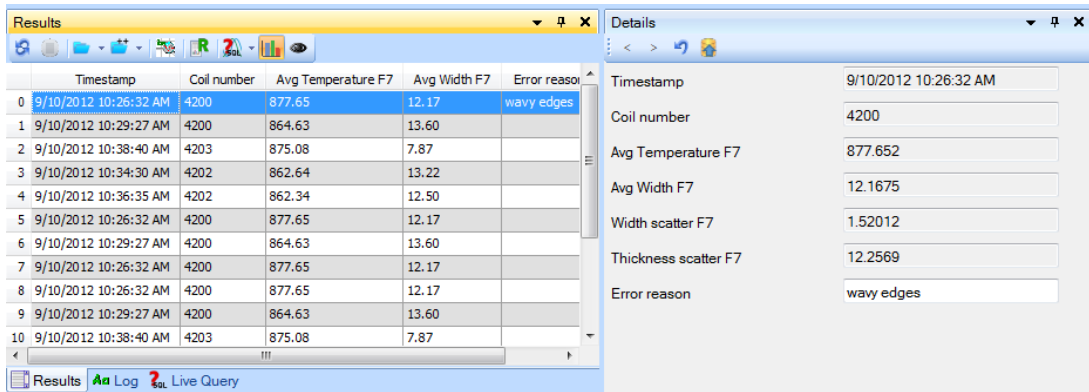 Results
Timestamp Coil number Avg Temperature F7 Avg Width F7 Error reason
0 9/10/2012 10:26:32 AM 4200 877.65 12.17 wavy edges
1 9/10/2012 10:29:27 AM 4200 864.63 13.60
2 9/10/2012 10:38:40 AM 4203 875.08 7.87
3 9/10/2012 10:34:30 AM 4202 862.64 13.22
4 9/10/2012 10:36:35 AM 4202 862.34 12.50
5 9/10/2012 10:26:32 AM 4200 877.65 12.17
6 9/10/2012 10:29:27 AM 4200 864.63 13.60
7 9/10/2012 10:26:32 AM 4200 877.65 12.17
8 9/10/2012 10:26:32 AM 4200 877.65 12.17
9 9/10/2012 10:29:27 AM 4200 864.63 13.60
10 9/10/2012 10:38:40 AM 4203 875.08 7.87
Results Aa Log SQL Live Query
Details
Timestamp 9/10/2012 10:26:32 AM
Coil number 4200
Avg Temperature F7 877.652
Avg Width F7 12.1675
Width scatter F7 1.52012
Thickness scatter F7 12.2569
Error reason wavy edges